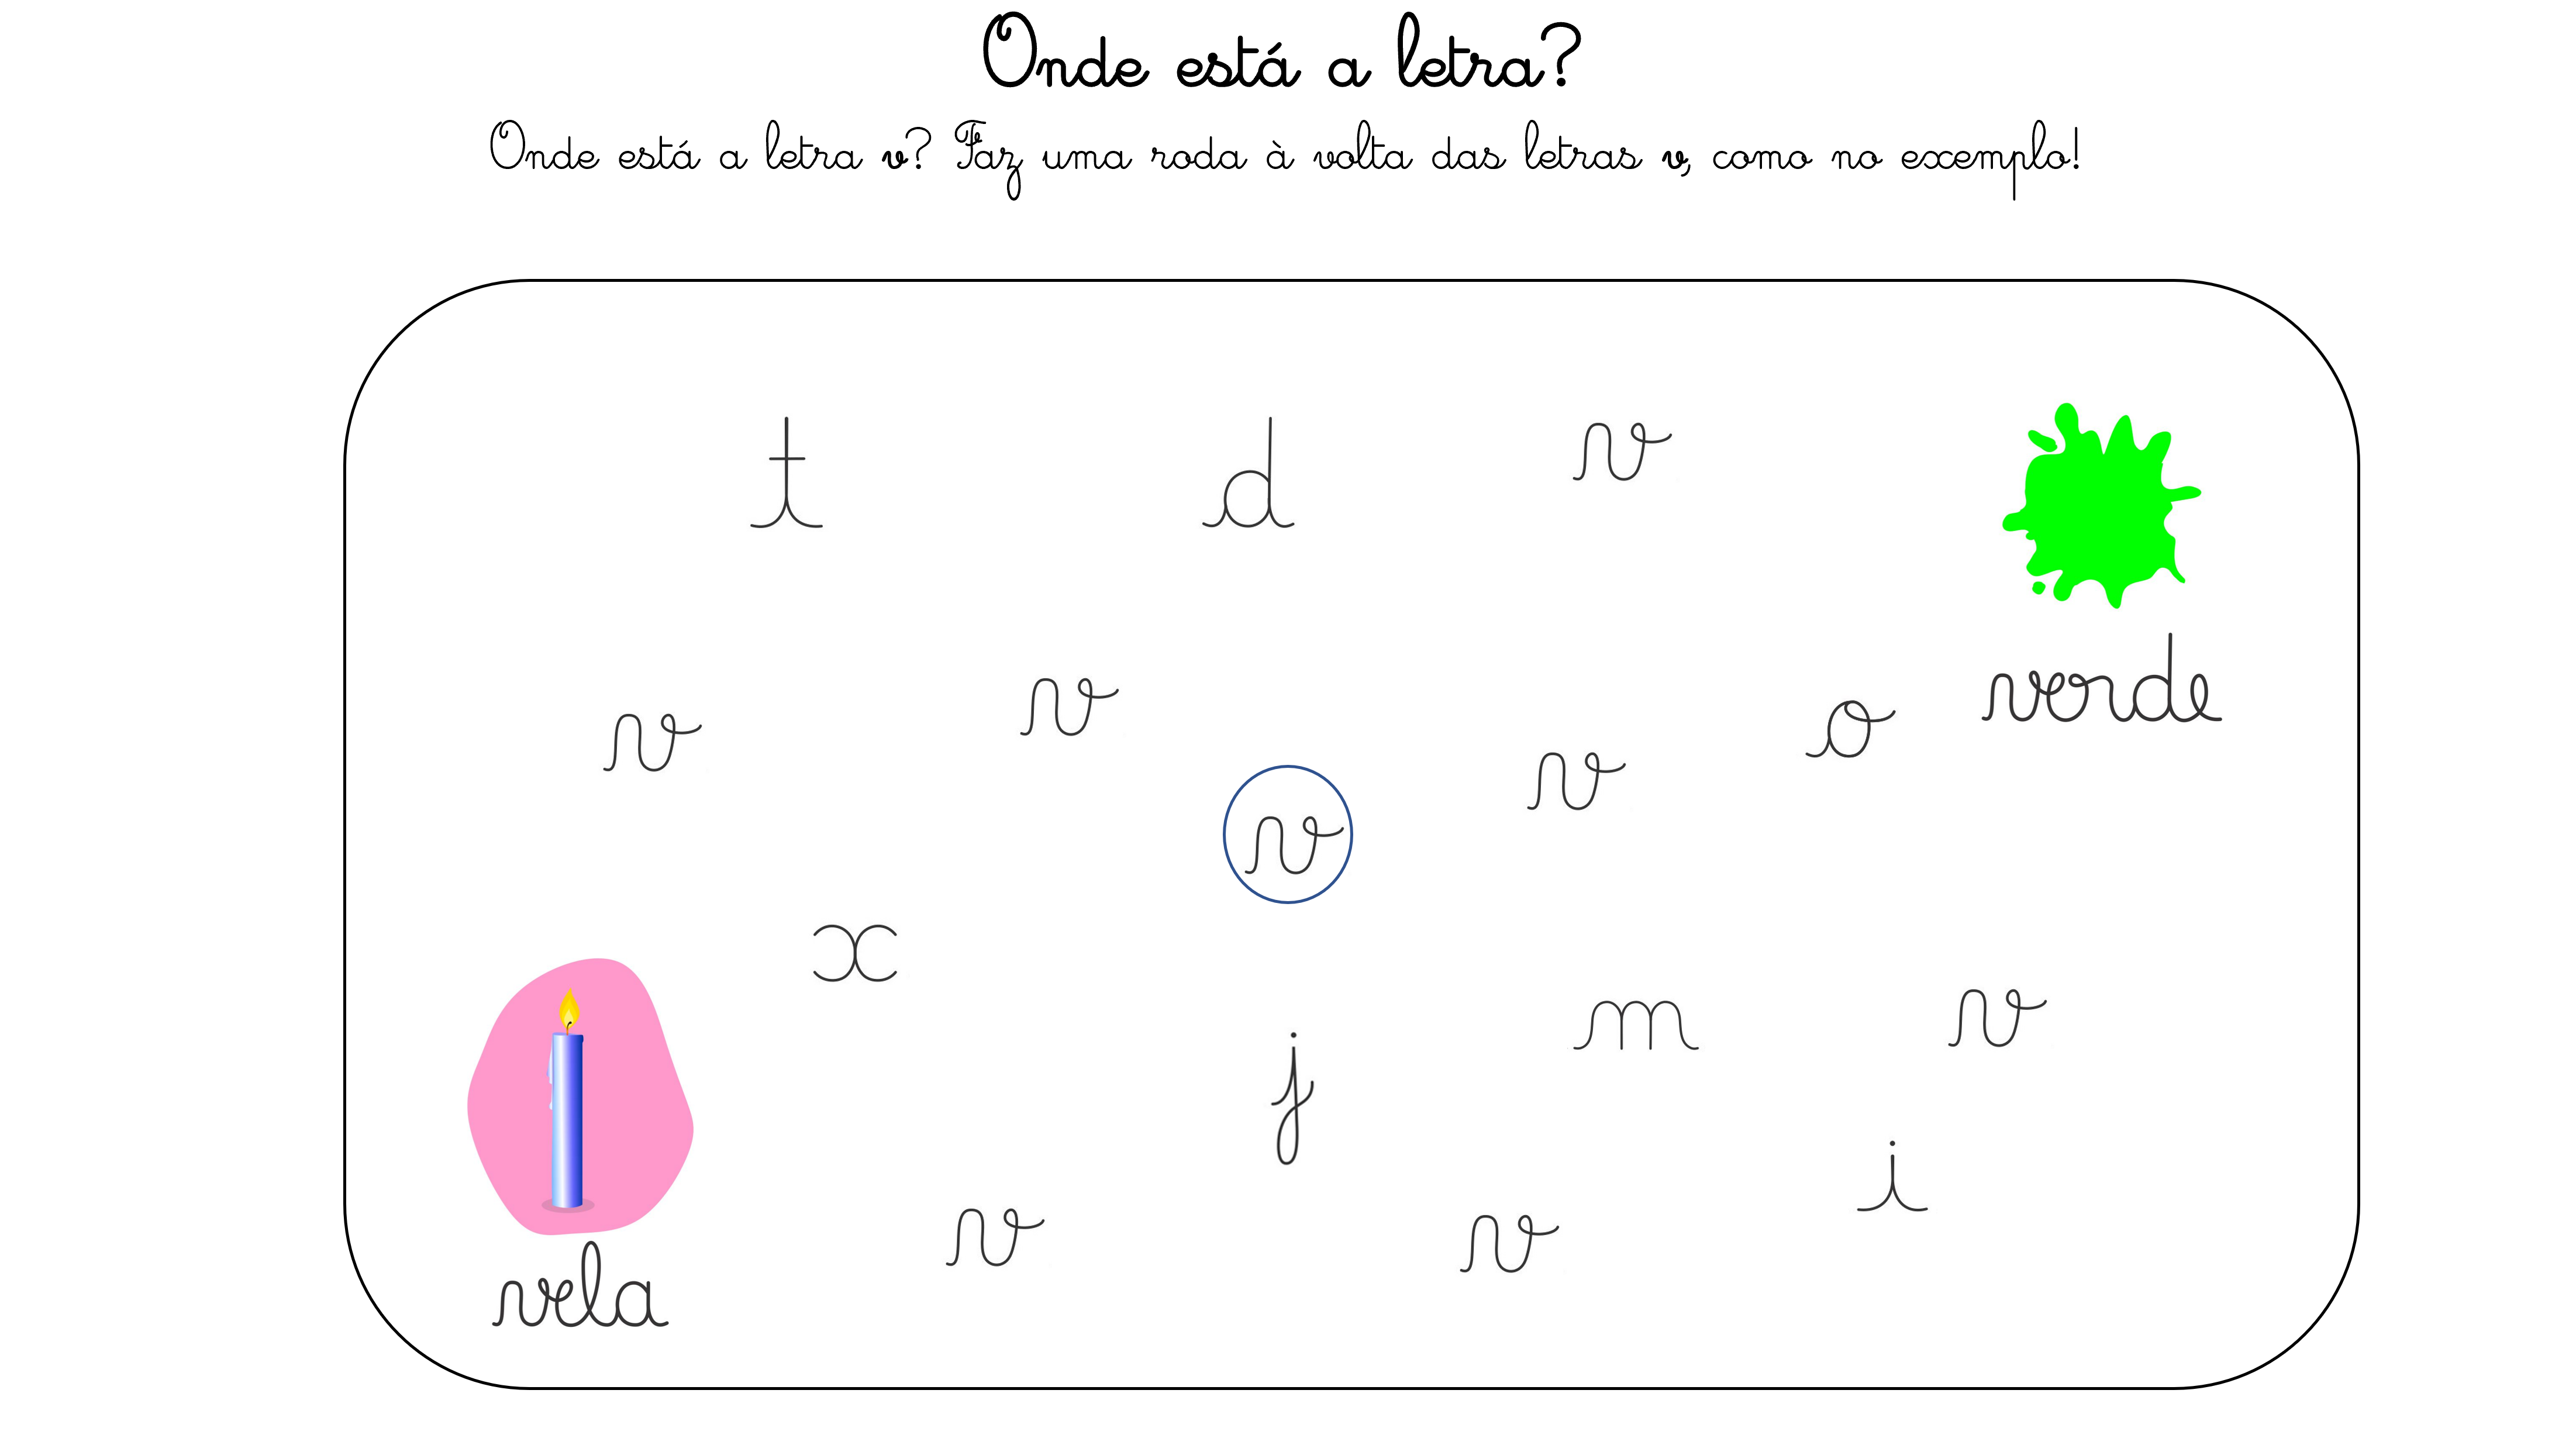 Onde está a letra?
Onde está a letra v? Faz uma roda à volta das letras v, como no exemplo!
t d v
verde
v v v o
v
x
m v
j
i
v v
vela